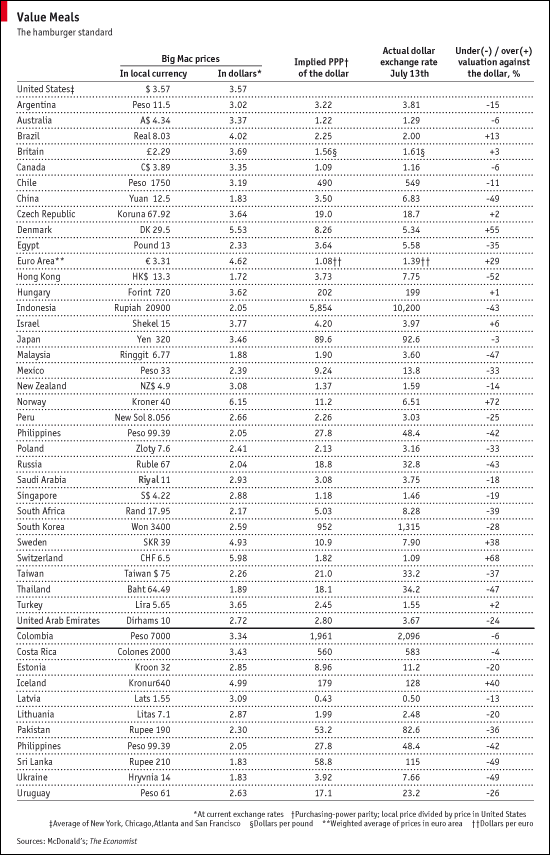 Value Meals
The hamburger standard
Big Mac prices
In local currency In dollars*
Implied PPP† of the dollar
Actual dollar exchange rate July 13th
Under(-) / over(+) valuation against the dollar, %
United States‡ $ 3.57 3.57
Argentina Peso 11.5 3.02 3.22 3.81 -15
Australia A$ 4.34 3.37 1.22 1.29 -6
Brazil Real 8.03 4.02 2.25 2.00 +13
Britain £2.29 3.69 1.56§ 1.61§ +3
Canada C$ 3.89 3.35 1.09 1.16 -6
Chile Peso 1750 3.19 490 549 -11
China Yuan 12.5 1.83 3.50 6.83 -49
Czech Republic Koruna 67.92 3.64 19.0 18.7 +2
Denmark DK 29.5 5.53 8.26 5.34 +55
Egypt Pound 13 2.33 3.64 5.58 -35
Euro Area** € 3.31 4.62 1.08†† 1.39†† +29
Hong Kong HK$ 13.3 1.72 3.73 7.75 -52
Hungary Forint 720 3.62 202 199 +1
Indonesia Rupiah 20900 2.05 5,854 10,200 -43
Israel Shekel 15 3.77 4.20 3.97 +6
Japan Yen 320 3.46 89.6 92.6 -3
Malaysia Ringgit 6.77 1.88 1.90 3.60 -47
Mexico Peso 33 2.39 9.24 13.8 -33
New Zealand NZ$ 4.9 3.08 1.37 1.59 -14
Norway Kroner 40 6.15 11.2 6.51 +72
Peru New Sol 8.056 2.66 2.26 3.03 -25
Philippines Peso 99.39 2.05 27.8 48.4 -42
Poland Zloty 7.6 2.41 2.13 3.16 -33
Russia Ruble 67 2.04 18.8 32.8 -43
Saudi Arabia Riyal 11 2.93 3.08 3.75 -18
Singapore S$ 4.22 2.88 1.18 1.46 -19
South Africa Rand 17.95 2.17 5.03 8.28 -39
South Korea Won 3400 2.59 952 1,315 -28
Sweden SKR 39 4.93 10.9 7.90 +38
Switzerland CHF 6.5 5.98 1.82 1.09 +68
Taiwan Taiwan $ 75 2.26 21.0 33.2 -37
Thailand Baht 64.49 1.89 18.1 34.2 -47
Turkey Lira 5.65 3.65 2.45 1.55 +2
United Arab Emirates Dirhams 10 2.72 2.80 3.67 -24
Colombia Peso 7000 3.34 1,961 2,096 -6
Costa Rica Colones 2000 3.43 560 583 -4
Estonia Kroon 32 2.85 8.96 11.2 -20
Iceland Kronur640 4.99 179 128 +40
Latvia Lats 1.55 3.09 0.43 0.50 -13
Lithuania Litas 7.1 2.87 1.99 2.48 -20
Pakistan Rupee 190 2.30 53.2 82.6 -36
Philippines Peso 99.39 2.05 27.8 48.4 -42
Sri Lanka Rupee 210 1.83 58.8 115 -49
Ukraine Hryvnia 14 1.83 3.92 7.66 -49
Uruguay Peso 61 2.63 17.1 23.2 -26
*At current exchange rates †Purchasing-power parity; local price divided by price in United States
‡Average of New York, Chicago,Atlanta and San Francisco §Dollars per pound **Weighted average of prices in euro area ††Dollars per euro
Sources: McDonald's; The Economist